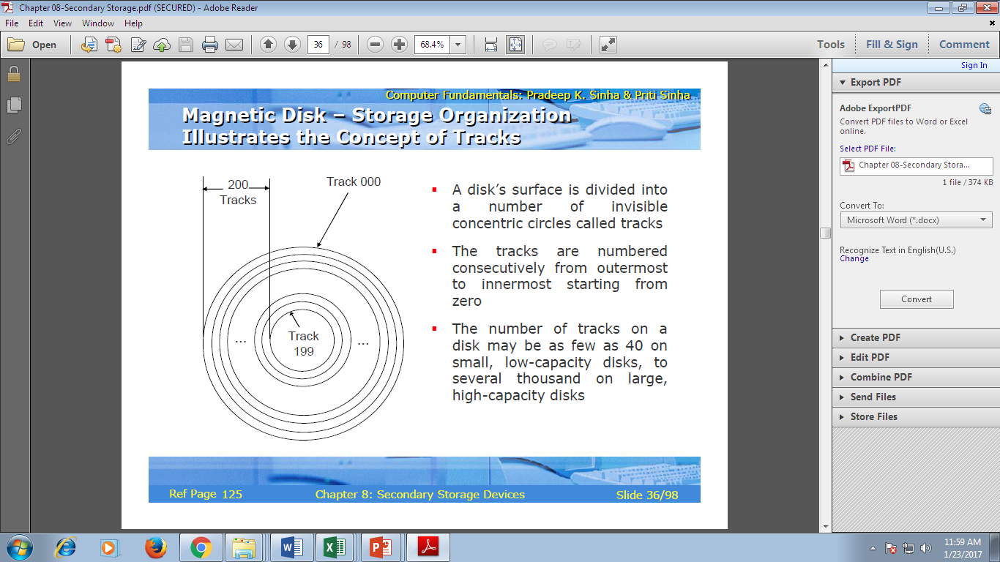 Chapter 08-Secondary Storage.pdf (SECURED) - Adobe Reader
File Edit View Window Help
Open 36 / 98 68.4% Tools Fill & Sign Comment
Sign In
Computer Fundamentals: Pradeep K. Sinha & Priti Sinha
Magnetic Disk – Storage Organization
Illustrates the Concept of Tracks
200
Tracks
Track 000
...
Track
199
...
▪ A disk’s surface is divided into
a number of invisible
concentric circles called tracks
▪ The tracks are numbered
consecutively from outermost
to innermost starting from
zero
▪ The number of tracks on a
disk may be as few as 40 on
small, low-capacity disks, to
several thousand on large,
high-capacity disks
Ref Page 125 Chapter 8: Secondary Storage Devices Slide 36/98
Export PDF
Adobe ExportPDF
Convert PDF files to Word or Excel
online.
Select PDF File:
Chapter 08-Secondary Stora...
1 file / 374 KB
Convert To:
Microsoft Word (*.docx)
Recognize Text in English(U.S.)
Change
Convert
Create PDF
Edit PDF
Combine PDF
Send Files
Store Files
11:59 AM
1/23/2017